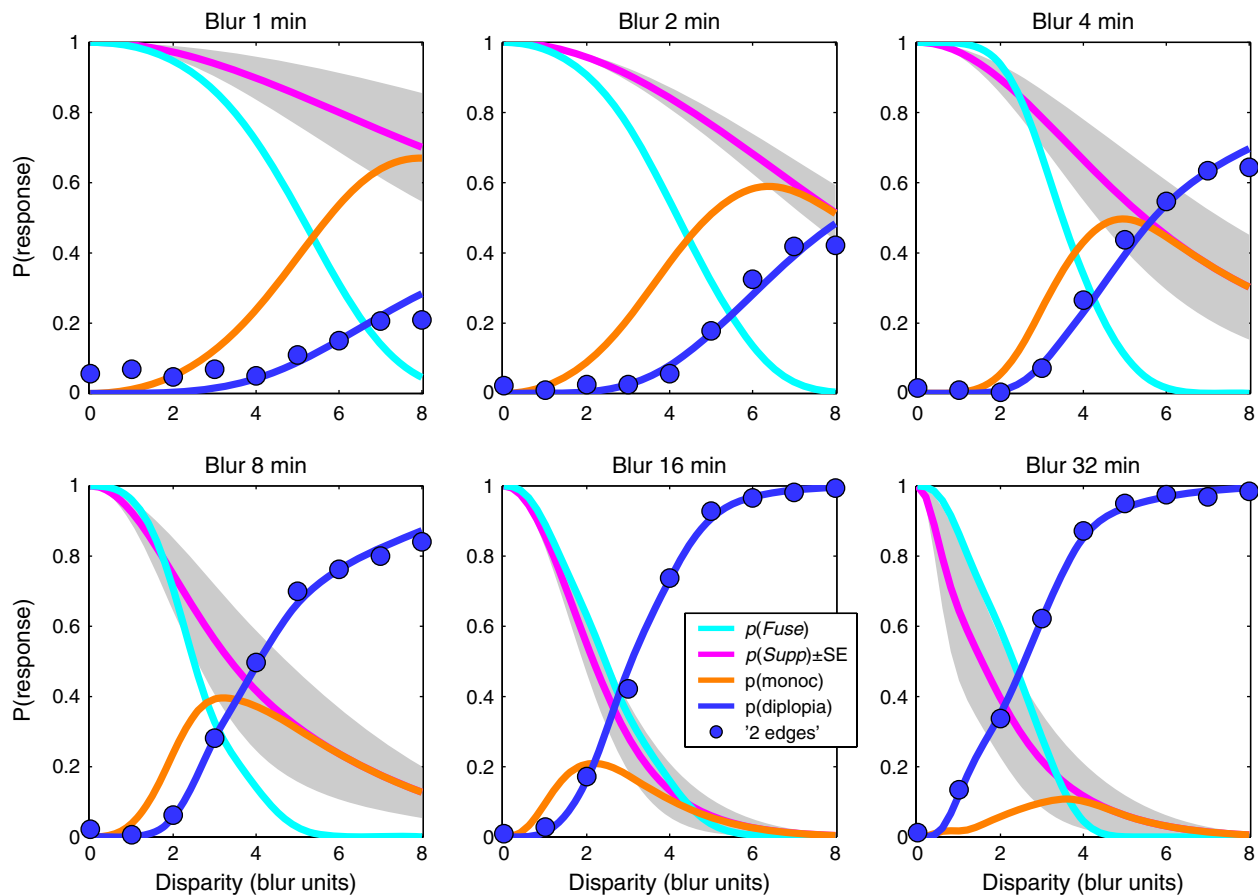 Blur 1 min
Blur 2 min
Blur 4 min
P(response)
1
0.8
0.6
0.4
0.2
0
0 2 4 6 8
1
0.8
0.6
0.4
0.2
0
0 2 4 6 8
1
0.8
0.6
0.4
0.2
0
0 2 4 6 8
Blur 8 min
Blur 16 min
Blur 32 min
P(response)
1
0.8
0.6
0.4
0.2
0
0 2 4 6 8
Disparity (blur units)
1
0.8
0.6
0.4
0.2
0
0 2 4 6 8
Disparity (blur units)
p(Fuse)
p(Supp)±SE
p(monoc)
p(diplopia)
'2 edges'
1
0.8
0.6
0.4
0.2
0
0 2 4 6 8
Disparity (blur units)